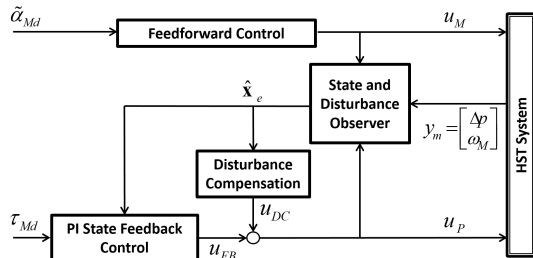 α̃_Md
Feedforward Control
u_M
x̂_e
State and
Disturbance
Observer
y_m = [Δp
ω_M]
HST System
Disturbance
Compensation
u_DC
τ_Md
PI State Feedback
Control
u_FB
u_P